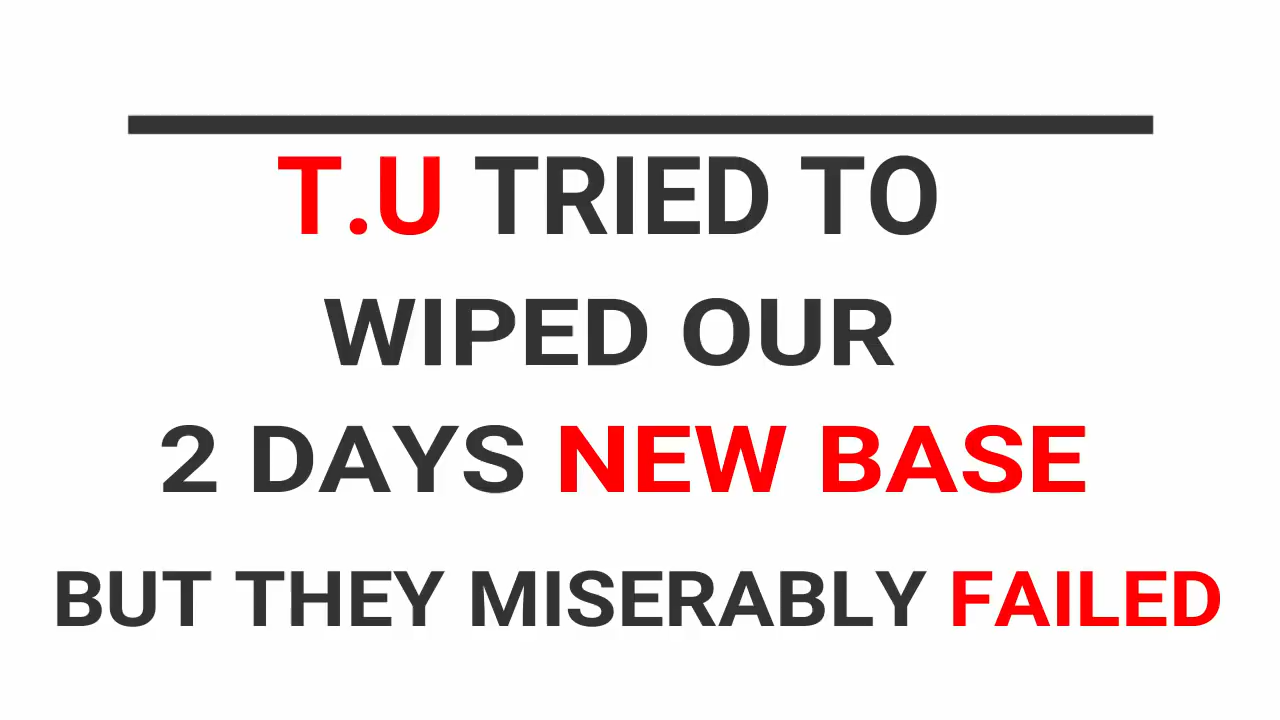 T.U TRIED TO
WIPED OUR
2 DAYS NEW BASE
BUT THEY MISERABLY FAILED